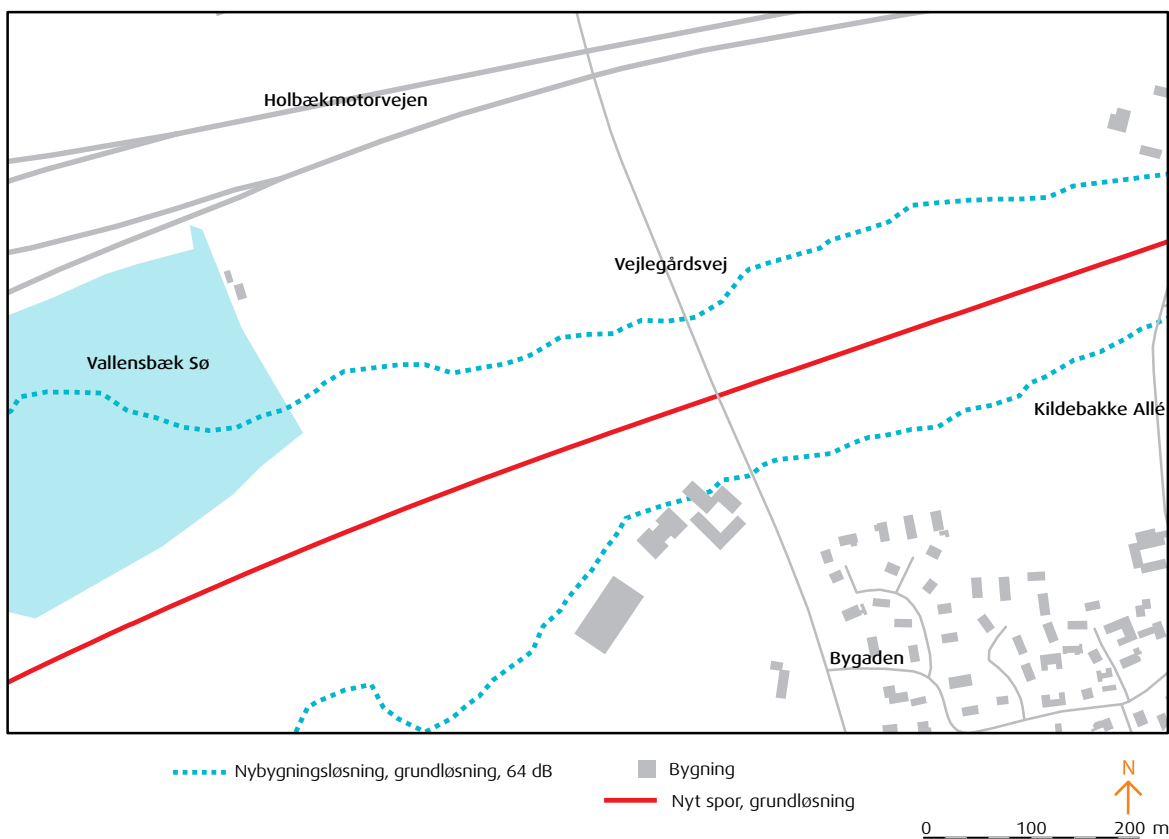 Holbækmotorvejen
Vejlegårdsvej
Vallensbæk Sø
Kildebakke Allé
Bygaden
Nybygningsløsning, grundløsning, 64 dB
Bygning
Nyt spor, grundløsning
N
0 100 200 m